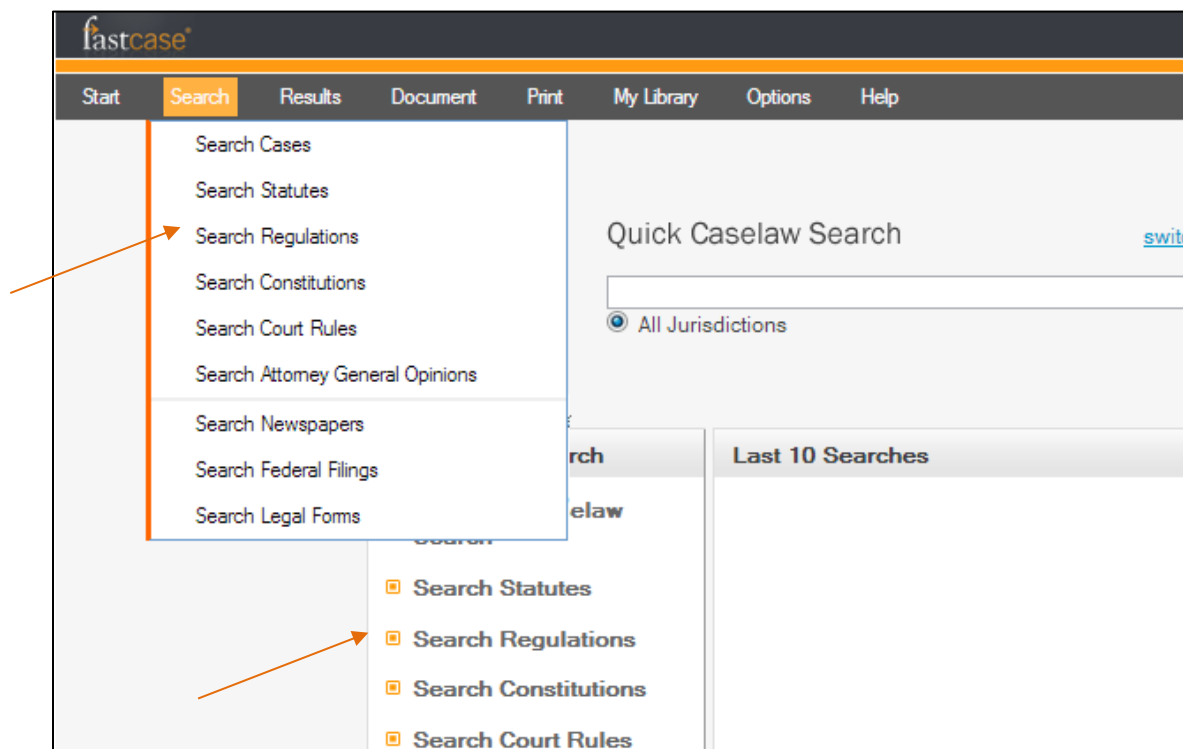 fastcase®
Start Search Results Document Print My Library Options Help
Search Cases
Search Statutes
Search Regulations
Search Constitutions
Search Court Rules
Search Attorney General Opinions
Search Newspapers
Search Federal Filings
Search Legal Forms
Quick Caselaw Search
All Jurisdictions
Last 10 Searches
Search Statutes
Search Regulations
Search Constitutions
Search Court Rules